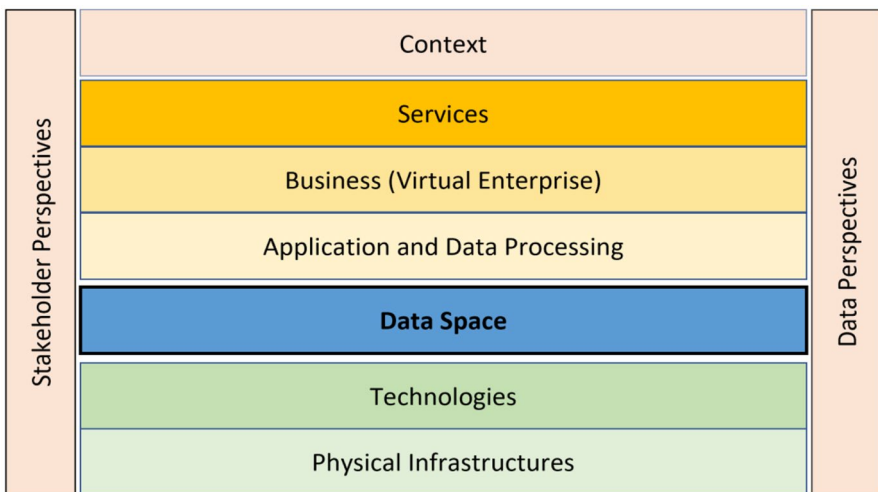 Stakeholder Perspectives
Context
Services
Business (Virtual Enterprise)
Application and Data Processing
Data Space
Technologies
Physical Infrastructures
Data Perspectives